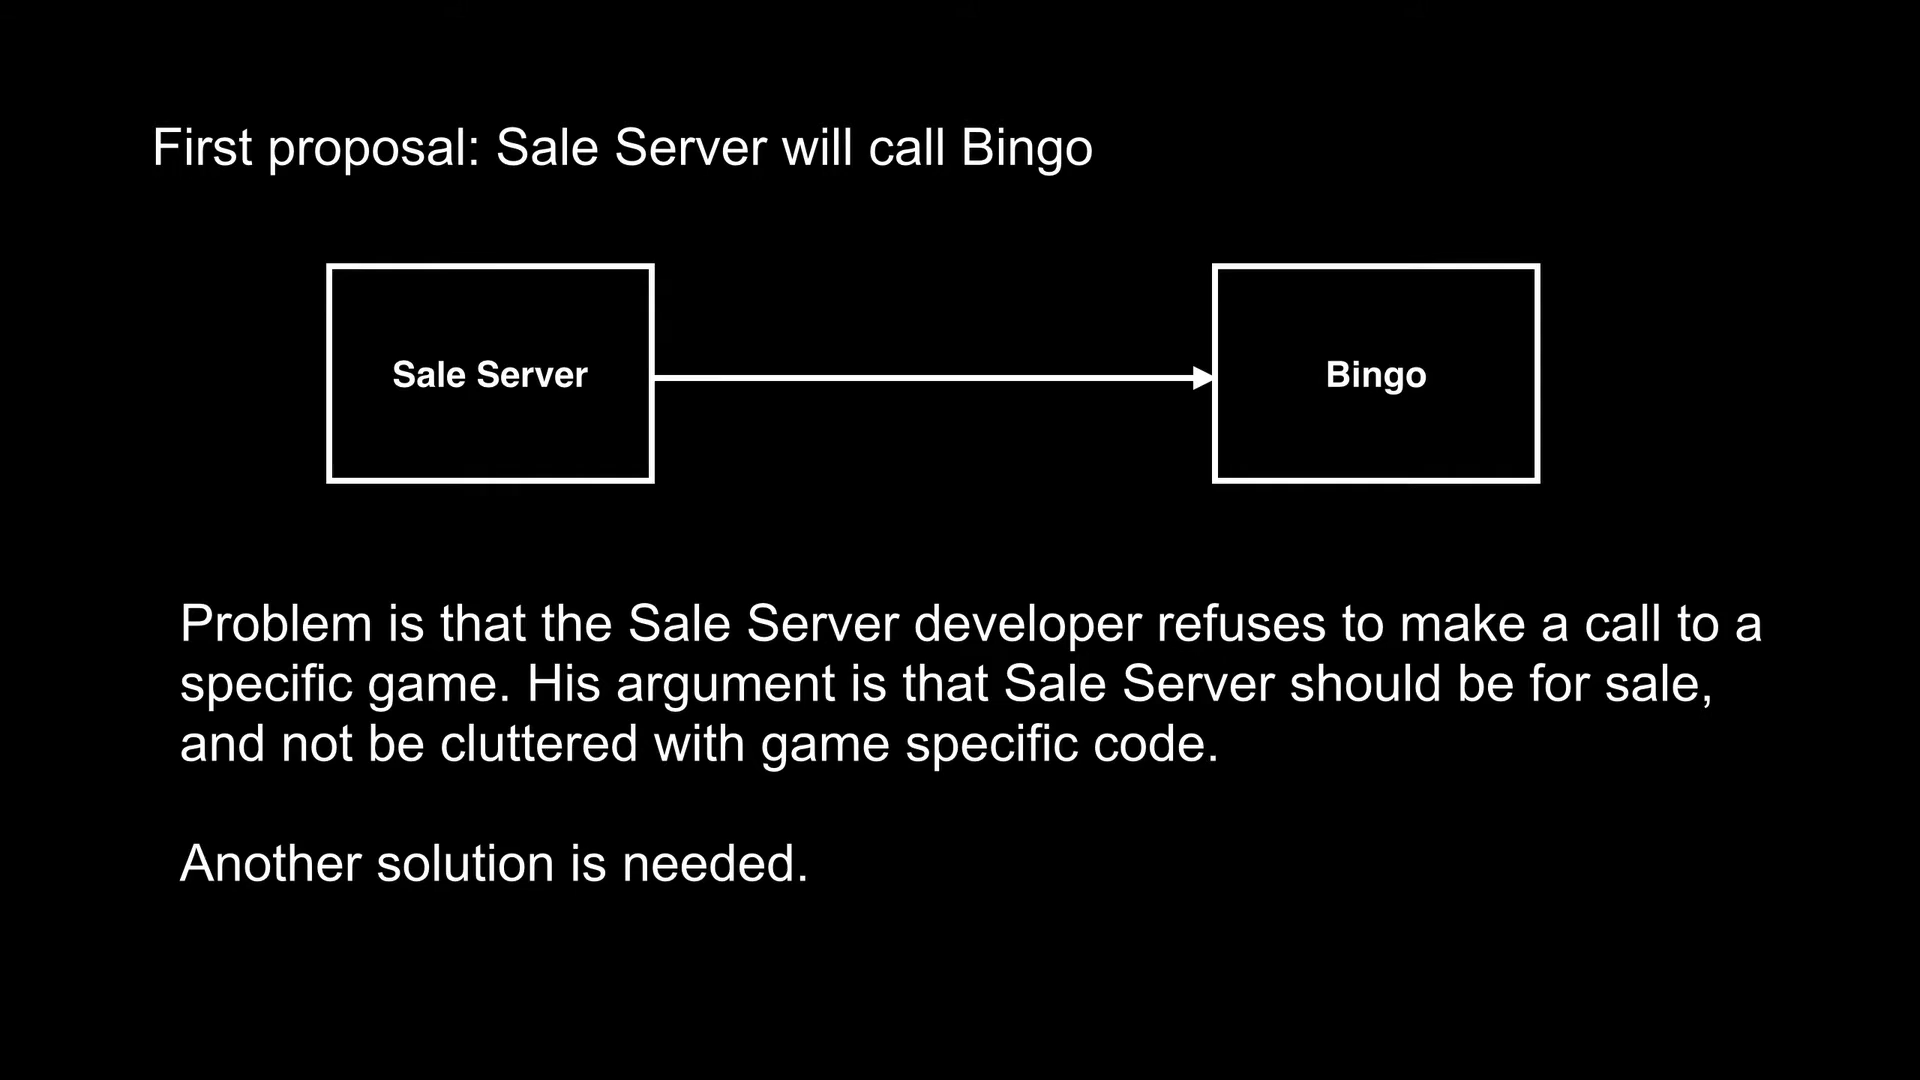 First proposal: Sale Server will call Bingo
Sale Server
Bingo
Problem is that the Sale Server developer refuses to make a call to a
specific game. His argument is that Sale Server should be for sale,
and not be cluttered with game specific code.
Another solution is needed.